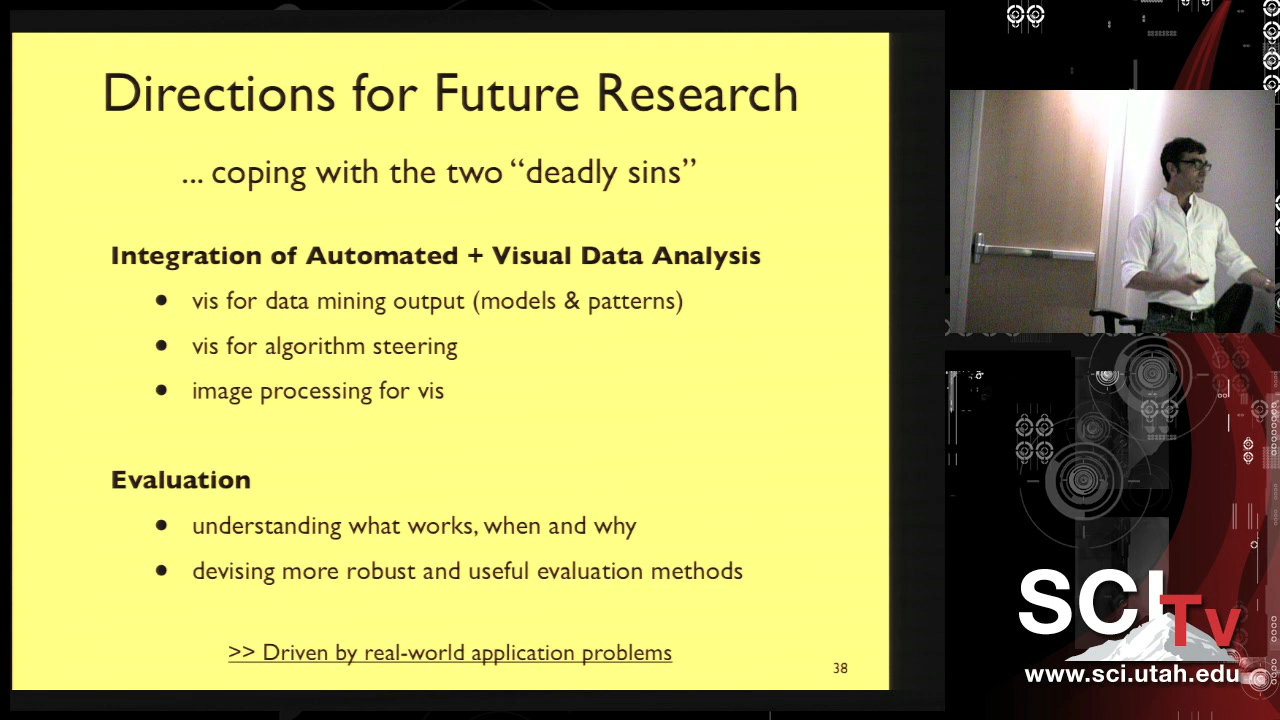 Directions for Future Research
... coping with the two “deadly sins”
Integration of Automated + Visual Data Analysis
• vis for data mining output (models & patterns)
• vis for algorithm steering
• image processing for vis
Evaluation
• understanding what works, when and why
• devising more robust and useful evaluation methods
>> Driven by real-world application problems
38
SCI TV
www.sci.utah.edu